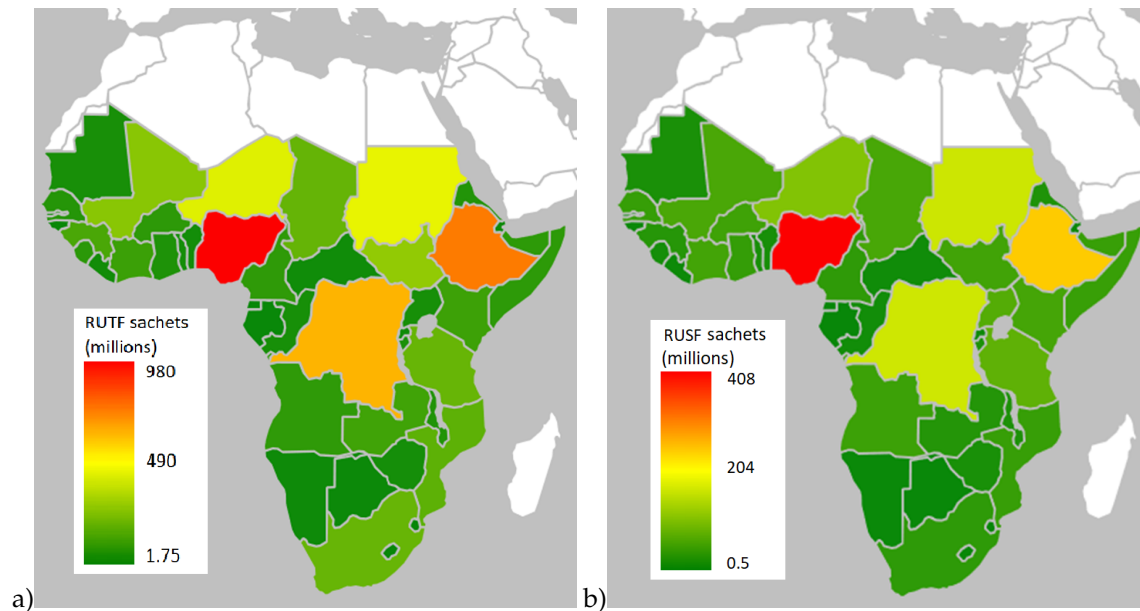 RUTF sachets
(millions)
980
490
1.75
a)
RUSF sachets
(millions)
408
204
0.5
b)